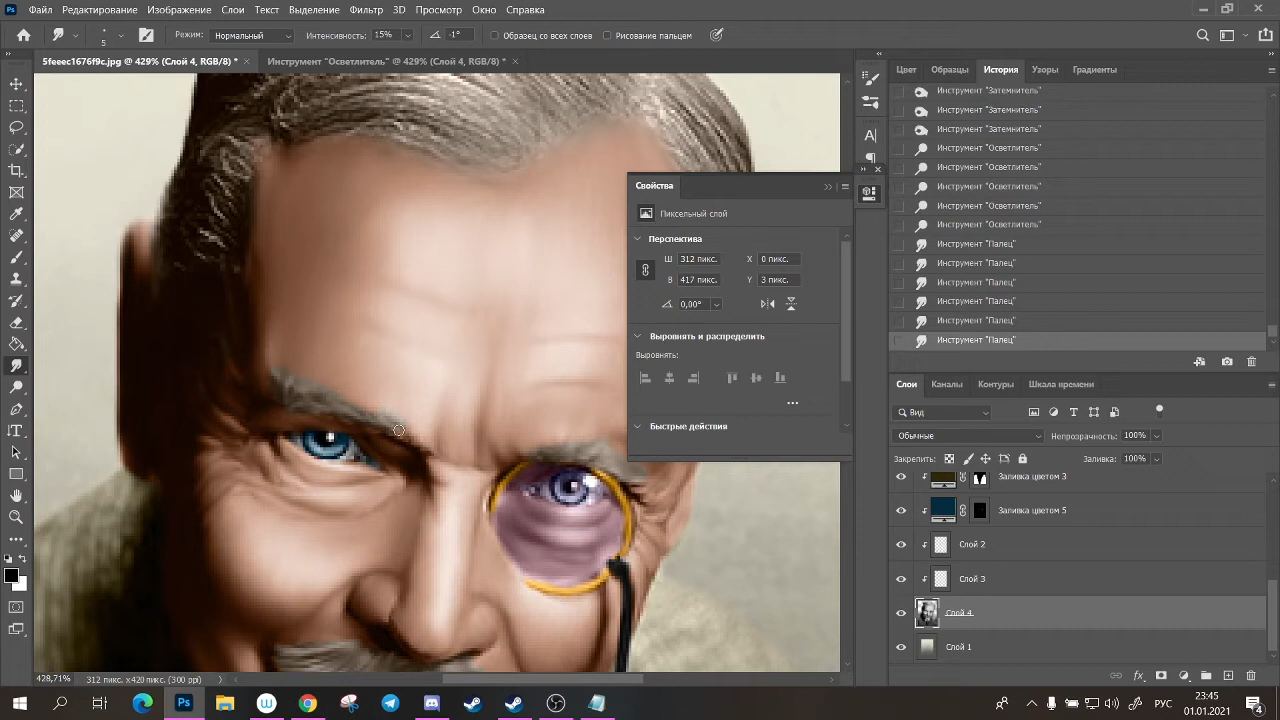 Ps Файл Редактирование Изображение Слои Текст Выделение Фильтр 3D Просмотр Окно Справка
5 Режим: Нормальный Интенсивность: 15% -1° Образец со всех слоев Рисование пальцем
5feeec1676f9c.jpg @ 429% (Слой 4, RGB/8) * Инструмент "Осветлитель" @ 429% (Слой 4, RGB/8) *
Цвет Образцы История Узоры Градиенты
Инструмент "Затемнитель"
Инструмент "Затемнитель"
Инструмент "Затемнитель"
Инструмент "Осветлитель"
Инструмент "Осветлитель"
Инструмент "Осветлитель"
Инструмент "Осветлитель"
Инструмент "Осветлитель"
Инструмент "Палец"
Инструмент "Палец"
Инструмент "Палец"
Инструмент "Палец"
Инструмент "Палец"
Инструмент "Палец"
Свойства
Пиксельный слой
Перспектива
Ш 312 пикс. X 0 пикс.
В 417 пикс. Y 3 пикс.
0,00°
Выровнять и распределить
Выровнять:
Быстрые действия
Слои Каналы Контуры Шкала времени
Вид
Обычные Непрозрачность: 100%
Закрепить: Заливка: 100%
Заливка цветом 3
Заливка цветом 5
Слой 2
Слой 3
Слой 4
Слой 1
428,71% 312 пикс. x 420 пикс. (300 ppi)
Ps РУС 23:45
01.01.2021